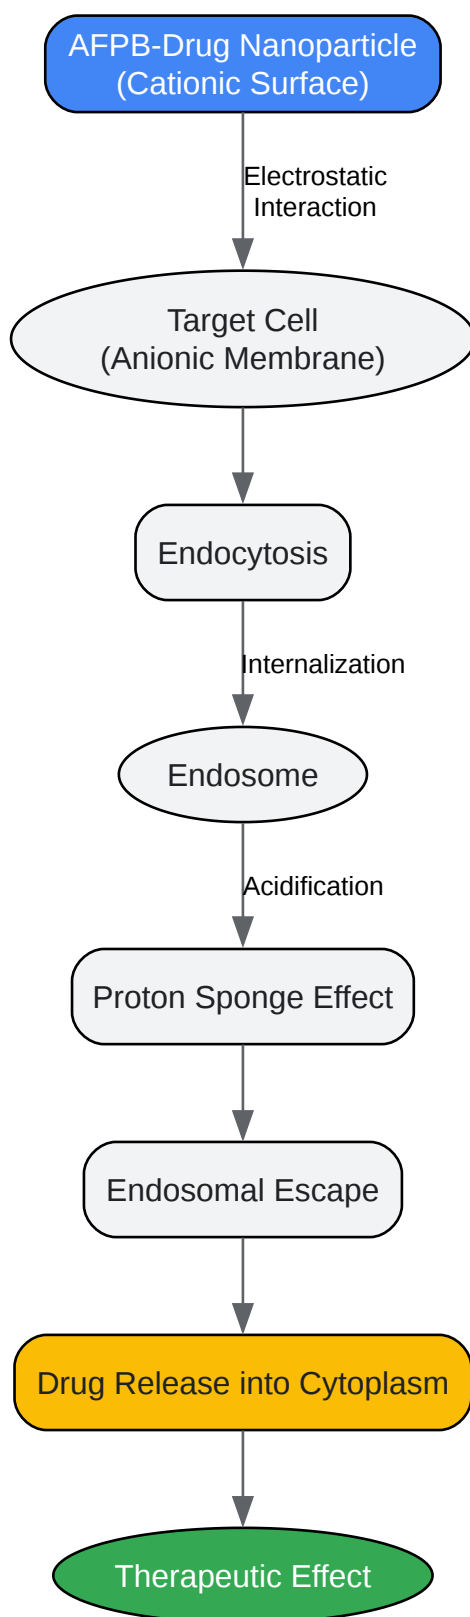 AFPB-Drug Nanoparticle
(Cationic Surface)
Electrostatic
Interaction
Target Cell
(Anionic Membrane)
Endocytosis
Internalization
Endosome
Acidification
Proton Sponge Effect
Endosomal Escape
Drug Release into Cytoplasm
Therapeutic Effect